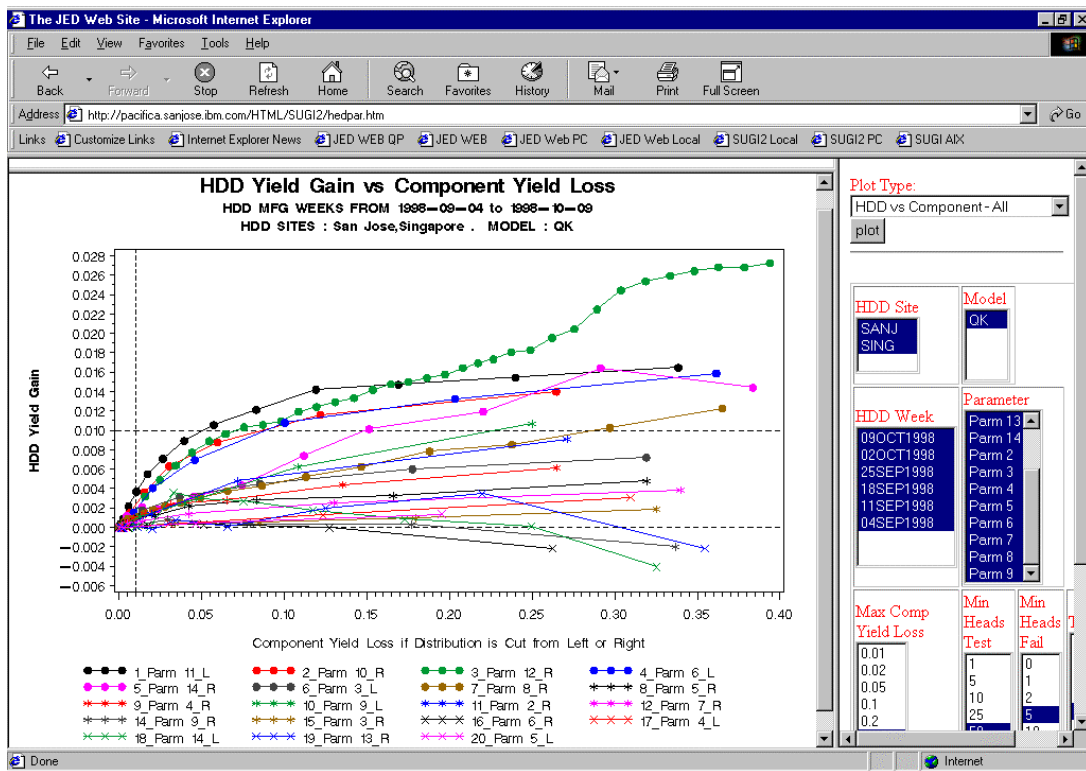 The JED Web Site - Microsoft Internet Explorer
File Edit View Favorites Tools Help
Back Forward Stop Refresh Home Search Favorites History Mail Print Full Screen
Address http://pacifica.sanjose.ibm.com/HTML/SUGI2/hedpar.htm Go
Links Customize Links Internet Explorer News JED WEB QP JED WEB JED Web PC JED Web Local SUGI2 Local SUGI2 PC SUGI AIX
HDD Yield Gain vs Component Yield Loss
HDD MFG WEEKS FROM 1998-09-04 to 1998-10-09
HDD SITES : San Jose,Singapore . MODEL : QK
HDD Yield Gain
0.028
0.026
0.024
0.022
0.020
0.018
0.016
0.014
0.012
0.010
0.008
0.006
0.004
0.002
0.000
-0.002
-0.004
-0.006
0.00 0.05 0.10 0.15 0.20 0.25 0.30 0.35 0.40
Component Yield Loss if Distribution is Cut from Left or Right
1_Parm 11_L 2_Parm 10_R 3_Parm 12_R 4_Parm 6_L
5_Parm 14_R 6_Parm 3_L 7_Parm 8_R 8_Parm 5_R
9_Parm 4_R 10_Parm 9_L 11_Parm 2_R 12_Parm 7_R
14_Parm 9_R 15_Parm 3_R 16_Parm 6_R 17_Parm 4_L
18_Parm 14_L 19_Parm 13_R 20_Parm 5_L
Plot Type:
HDD vs Component - All
plot
HDD Site
SANJ
SING
Model
QK
HDD Week
09OCT1998
02OCT1998
25SEP1998
18SEP1998
11SEP1998
04SEP1998
Parameter
Parm 13
Parm 14
Parm 2
Parm 3
Parm 4
Parm 5
Parm 6
Parm 7
Parm 8
Parm 9
Max Comp
Yield Loss
0.01
0.02
0.05
0.1
0.2
Min
Heads
Test
1
5
10
25
50
Min
Heads
Fail
0
1
2
5
10
Done Internet